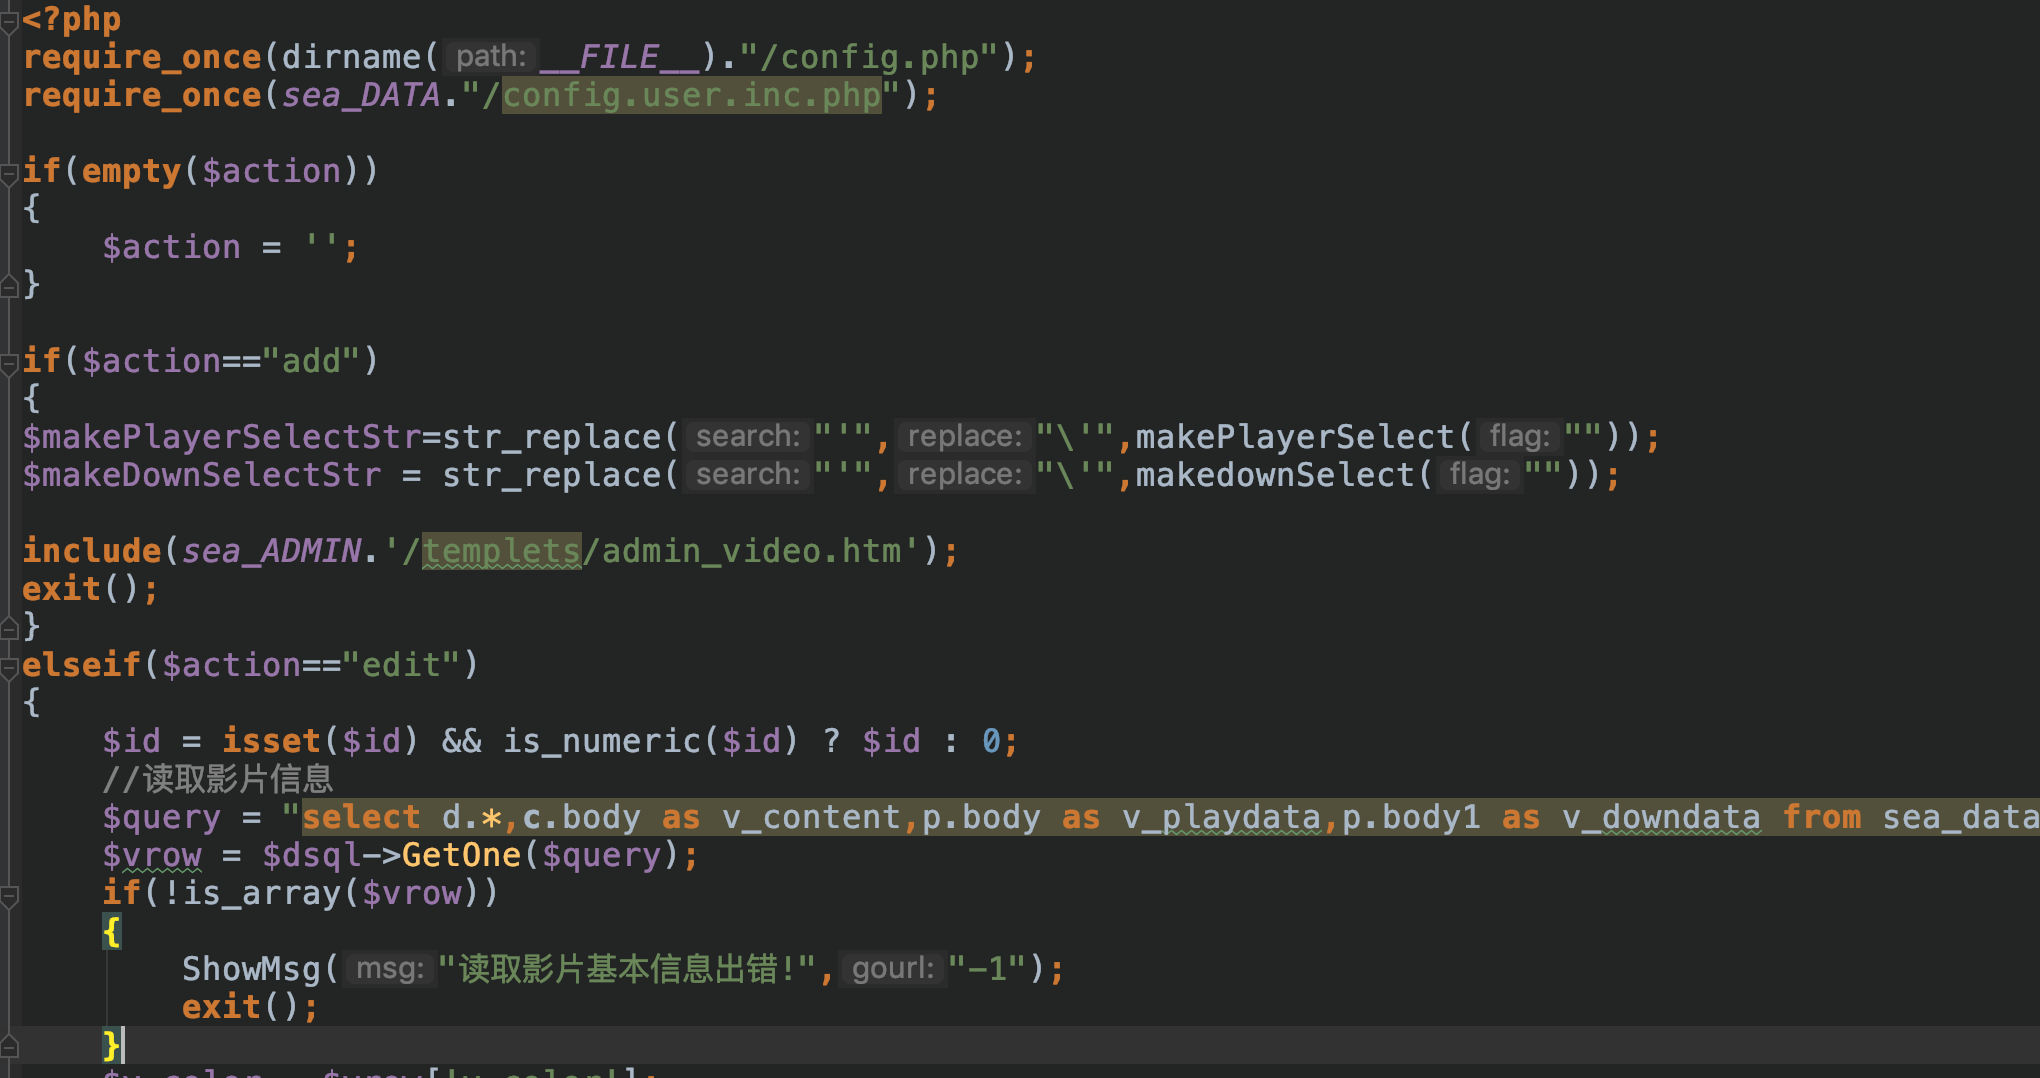 <?php
require_once(dirname( path: __FILE__)."/config.php");
require_once(sea_DATA."/config.user.inc.php");
if(empty($action))
{
$action = '';
}
if($action=="add")
{
$makePlayerSelectStr=str_replace( search: "'", replace: "\'",makePlayerSelect( flag: ""));
$makeDownSelectStr = str_replace( search: "'", replace: "\'",makedownSelect( flag: ""));
include(sea_ADMIN.'/templets/admin_video.htm');
exit();
}
elseif($action=="edit")
{
$id = isset($id) && is_numeric($id) ? $id : 0;
//读取影片信息
$query = "select d.*,c.body as v_content,p.body as v_playdata,p.body1 as v_downdata from sea_data
$vrow = $dsql->GetOne($query);
if(!is_array($vrow))
{
ShowMsg( msg: "读取影片基本信息出错!", gourl: "-1");
exit();
}
$v_color = $vrow['v_color'];